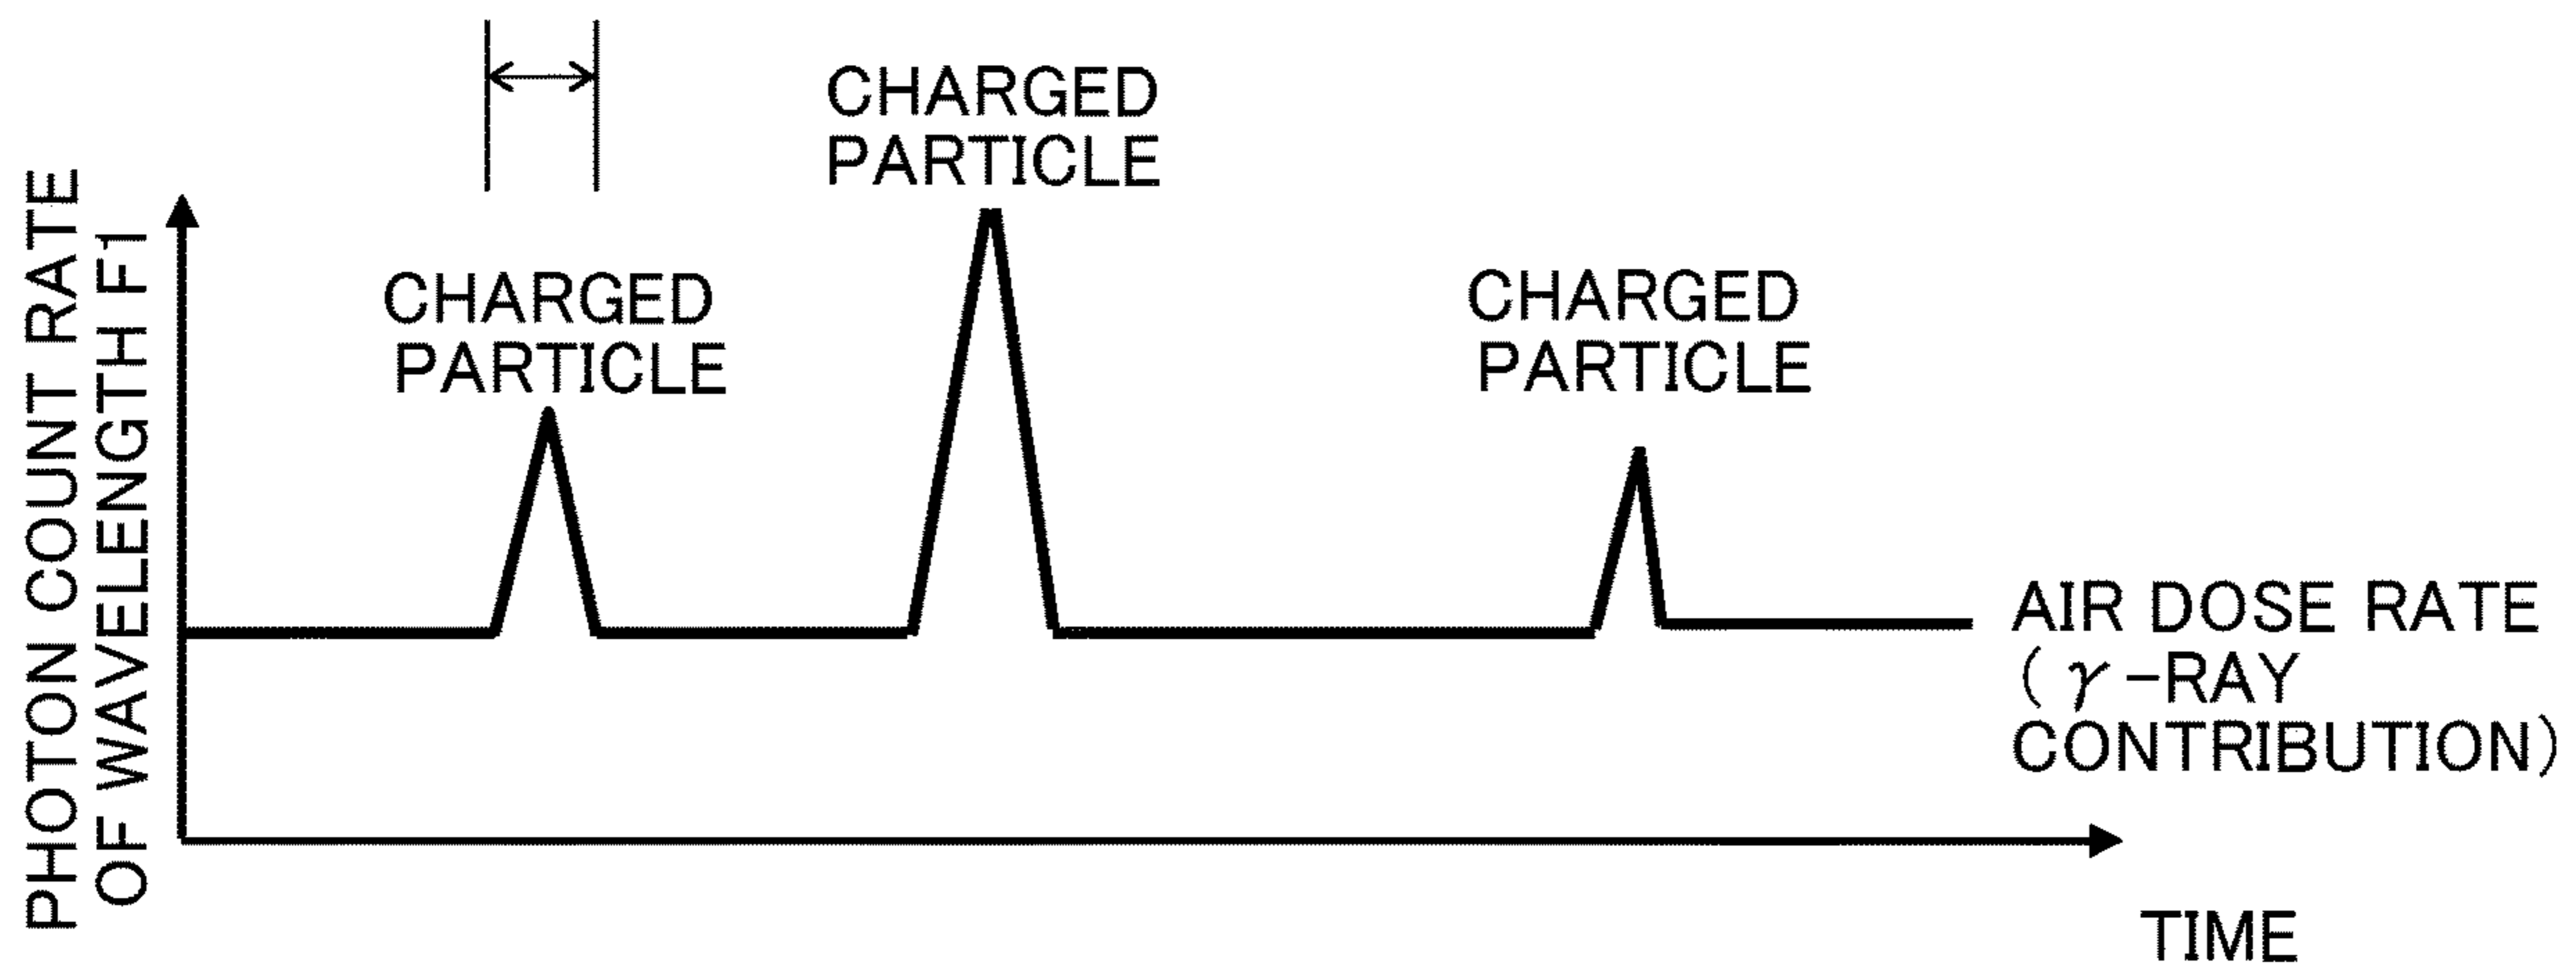 PHOTON COUNT RATE
OF WAVELENGTH F1
CHARGED
PARTICLE
CHARGED
PARTICLE
CHARGED
PARTICLE
AIR DOSE RATE
(γ-RAY
CONTRIBUTION)
TIME